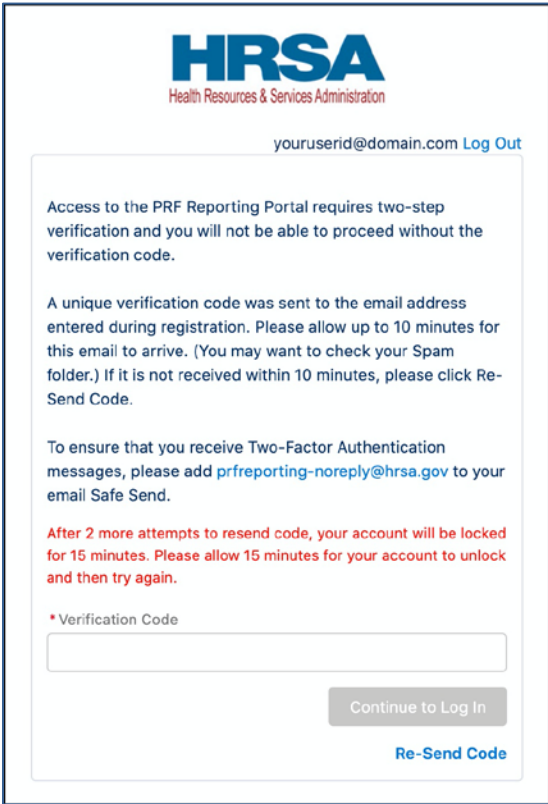 HRSA
Health Resources & Services Administration
youruserid@domain.com Log Out
Access to the PRF Reporting Portal requires two-step
verification and you will not be able to proceed without the
verification code.
A unique verification code was sent to the email address
entered during registration. Please allow up to 10 minutes for
this email to arrive. (You may want to check your Spam
folder.) If it is not received within 10 minutes, please click Re-
Send Code.
To ensure that you receive Two-Factor Authentication
messages, please add prfreporting-noreply@hrsa.gov to your
email Safe Send.
After 2 more attempts to resend code, your account will be locked
for 15 minutes. Please allow 15 minutes for your account to unlock
and then try again.
* Verification Code
Continue to Log In
Re-Send Code